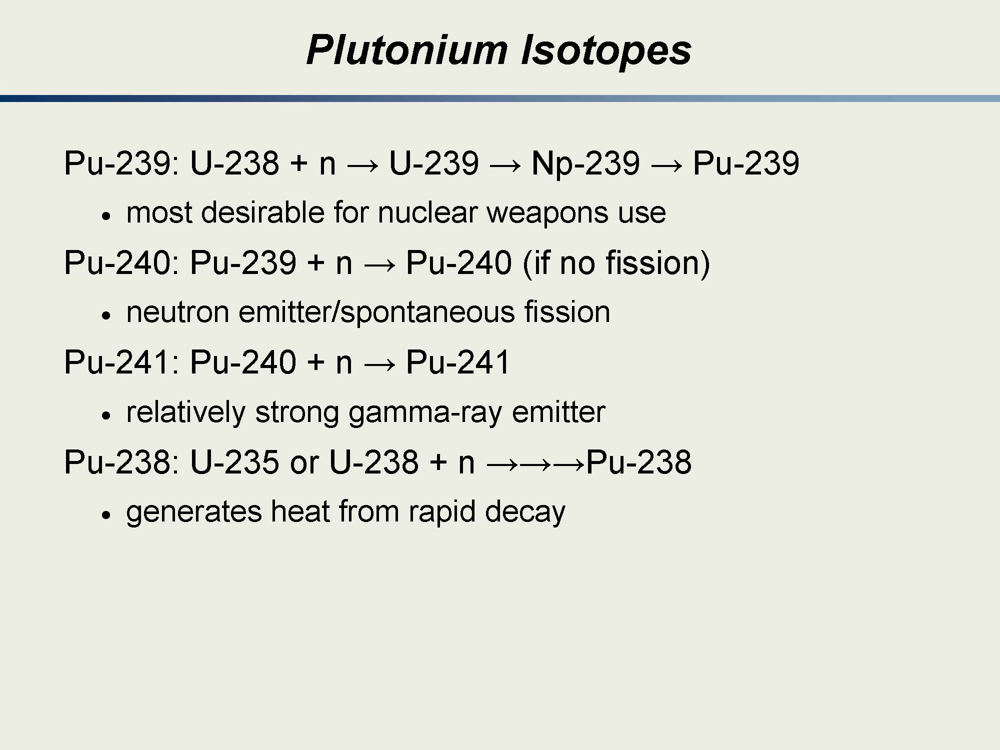 Plutonium Isotopes
Pu-239: U-238 + n → U-239 → Np-239 → Pu-239
• most desirable for nuclear weapons use
Pu-240: Pu-239 + n → Pu-240 (if no fission)
• neutron emitter/spontaneous fission
Pu-241: Pu-240 + n → Pu-241
• relatively strong gamma-ray emitter
Pu-238: U-235 or U-238 + n →→→Pu-238
• generates heat from rapid decay